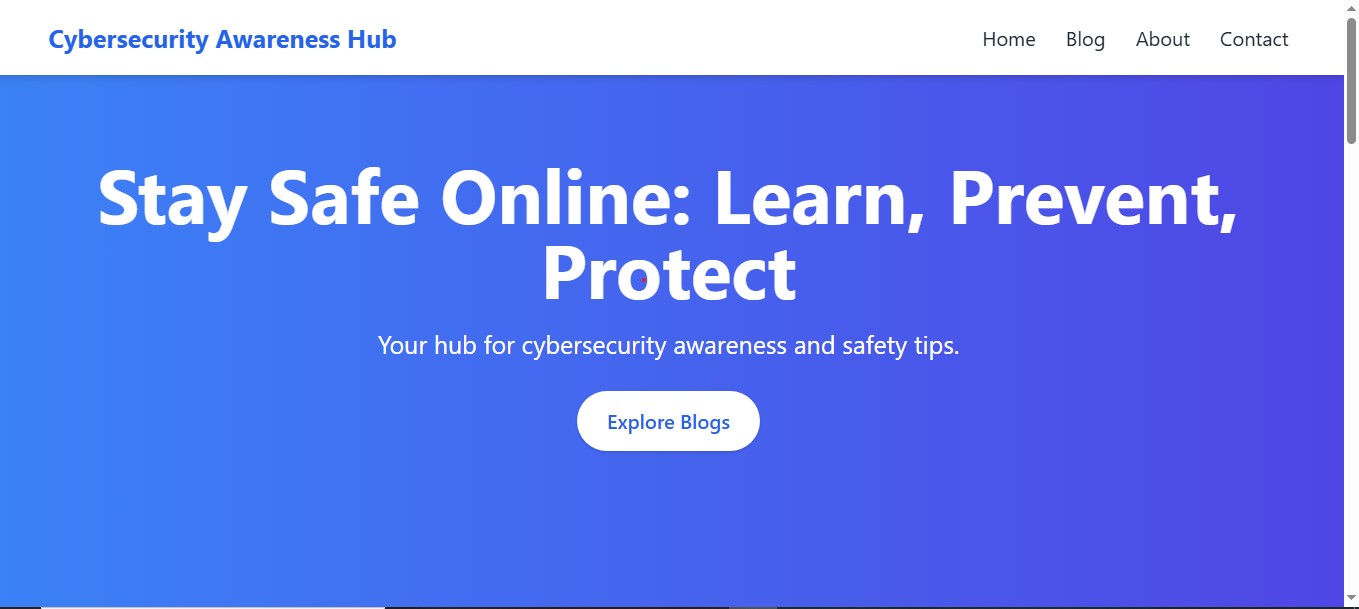 Cybersecurity Awareness Hub
Home Blog About Contact
Stay Safe Online: Learn, Prevent,
Protect
Your hub for cybersecurity awareness and safety tips.
Explore Blogs